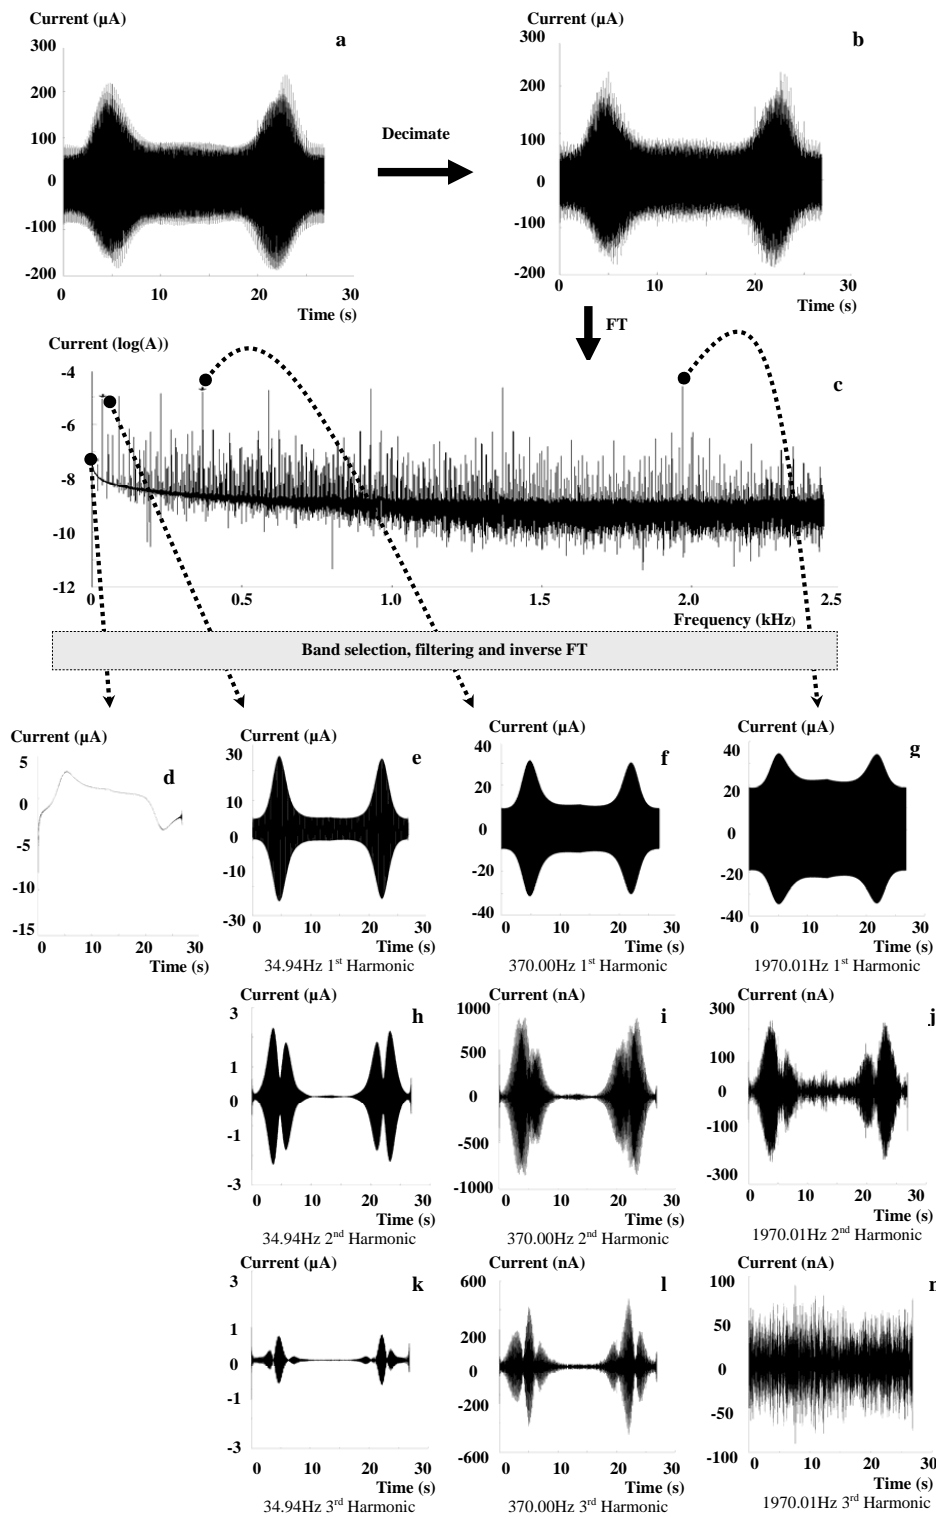 Current (µA)
a
300
200
100
0
-100
-200
0 10 20 30
Time (s)
Decimate
Current (µA)
b
300
200
100
0
-100
-200
0 10 20 30
Time (s)
FT
Current (log(A))
c
-4
-6
-8
-10
-12
0 0.5 1.0 1.5 2.0 2.5
Frequency (kHz)
Band selection, filtering and inverse FT
Current (µA)
d
5
0
-5
-10
-15
0 10 20 30
Time (s)
Current (µA)
e
30
10
0
-10
-30
0 10 20 30
Time (s)
34.94Hz 1st Harmonic
Current (µA)
f
40
20
0
-20
-40
0 10 20 30
Time (s)
370.00Hz 1st Harmonic
Current (µA)
g
40
20
0
-20
-40
0 10 20 30
Time (s)
1970.01Hz 1st Harmonic
Current (µA)
h
3
1
0
-1
-3
0 10 20 30
Time (s)
34.94Hz 2nd Harmonic
Current (nA)
i
1000
500
0
-500
-1000
0 10 20 30
Time (s)
370.00Hz 2nd Harmonic
Current (nA)
j
300
100
0
-100
-300
0 10 20 30
Time (s)
1970.01Hz 2nd Harmonic
Current (µA)
k
3
1
0
-1
-3
0 10 20 30
Time (s)
34.94Hz 3rd Harmonic
Current (nA)
l
600
200
0
-200
-600
0 10 20 30
Time (s)
370.00Hz 3rd Harmonic
Current (nA)
100
50
0
-50
-100
0 10 20 30
Time (s)
1970.01Hz 3rd Harmonic